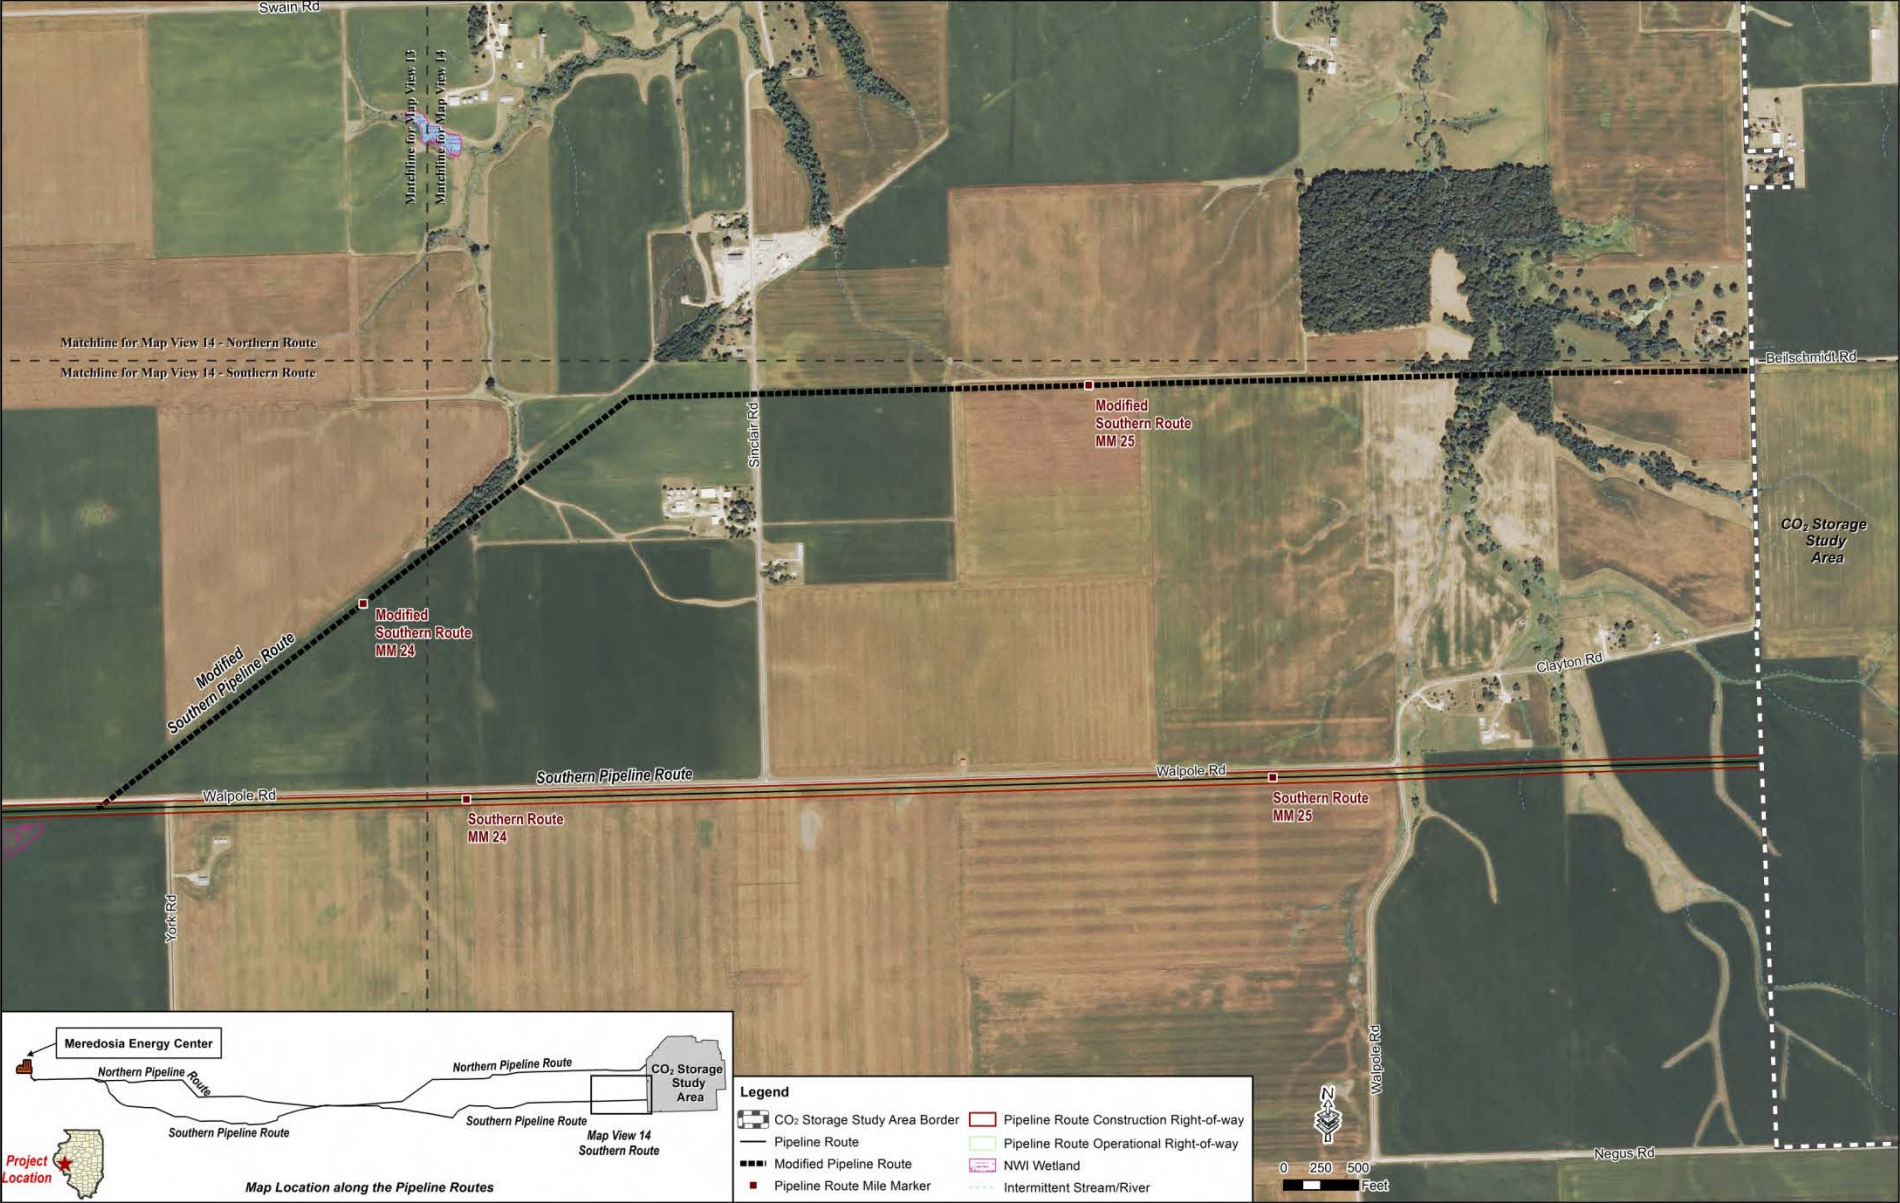 Swain Rd
Matchline for Map View 13
Matchline for Map View 14
Matchline for Map View 14 - Northern Route
Matchline for Map View 14 - Southern Route
Beilschmidt Rd
Sinclair Rd
Modified
Southern Route
MM 25
CO₂ Storage
Study
Area
Modified
Southern Route
MM 24
Modified
Southern Pipeline Route
Clayton Rd
Southern Pipeline Route
Walpole Rd
Walpole Rd
Southern Route
MM 24
Southern Route
MM 25
York Rd
Walpole Rd
Negus Rd
Meredosia Energy Center
Northern Pipeline Route
Southern Pipeline Route
Northern Pipeline Route
Southern Pipeline Route
CO₂ Storage
Study
Area
Map View 14
Southern Route
Project
Location
Map Location along the Pipeline Routes
Legend
CO₂ Storage Study Area Border
Pipeline Route
Modified Pipeline Route
Pipeline Route Mile Marker
Pipeline Route Construction Right-of-way
Pipeline Route Operational Right-of-way
NWI Wetland
Intermittent Stream/River
N
0 250 500
Feet